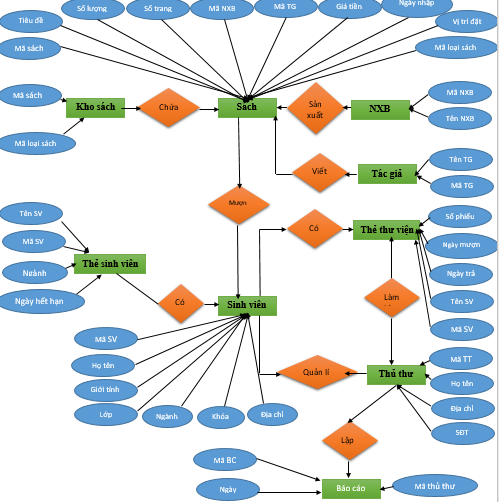 Số lượng
Số trang
Mã NXB
Mã TG
Giá tiền
Ngày nhập
Tiêu đề
Vị trí đặt
Mã sách
Mã loại sách
Mã sách
Kho sách
Chứa
Sách
Sản
xuất
NXB
Mã NXB
Tên NXB
Mã loại sách
Viết
Tác giả
Tên TG
Mã TG
Mượn
Tên SV
Mã SV
Ngành
Ngày hết hạn
Thẻ sinh viên
Có
Thẻ thư viện
Số phiếu
Ngày mượn
Ngày trả
Tên SV
Mã SV
Có
Sinh viên
Làm
Mã SV
Họ tên
Giới tính
Lớp
Ngành
Khóa
Địa chỉ
Quản lí
Thủ thư
Mã TT
Họ tên
Địa chỉ
SĐT
Lập
Mã BC
Ngày
Báo cáo
Mã thủ thư